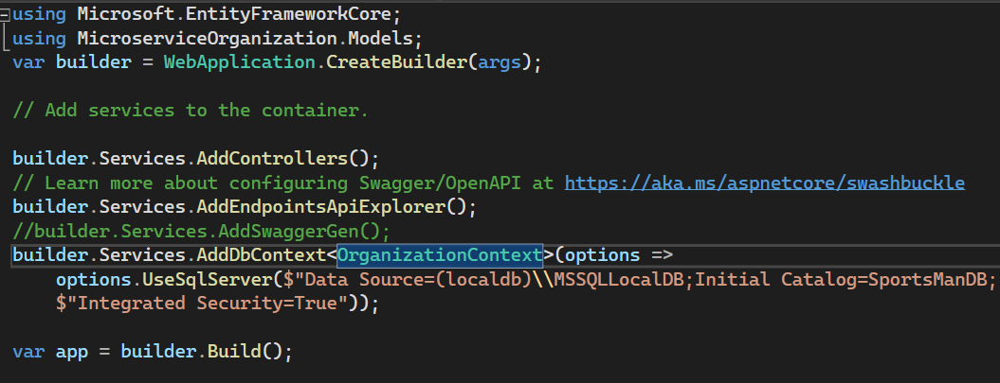 using Microsoft.EntityFrameworkCore;
using MicroserviceOrganization.Models;
var builder = WebApplication.CreateBuilder(args);
// Add services to the container.
builder.Services.AddControllers();
// Learn more about configuring Swagger/OpenAPI at https://aka.ms/aspnetcore/swashbuckle
builder.Services.AddEndpointsApiExplorer();
//builder.Services.AddSwaggerGen();
builder.Services.AddDbContext<OrganizationContext>(options =>
options.UseSqlServer($"Data Source=(localdb)\\MSSQLLocalDB;Initial Catalog=SportsManDB;
$"Integrated Security=True"));
var app = builder.Build();